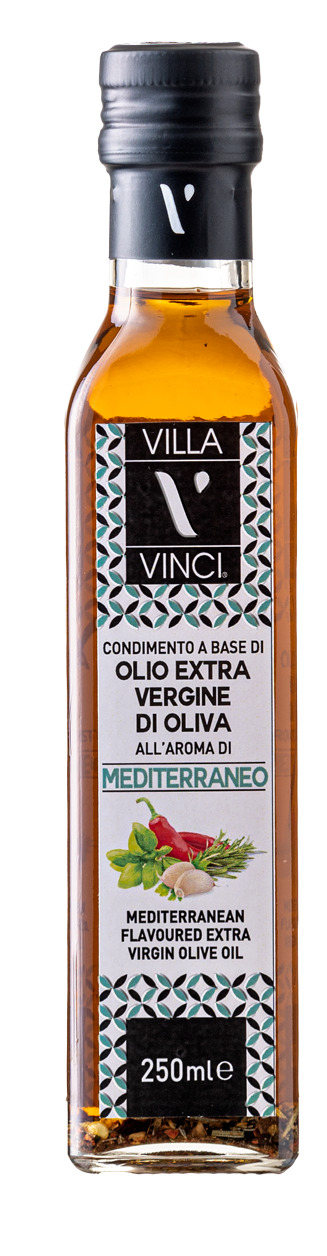 VILLA
V
VINCI®
CONDIMENTO A BASE DI
OLIO EXTRA
VERGINE
DI OLIVA
ALL'AROMA DI
MEDITERRANEO
MEDITERRANEAN
FLAVOURED EXTRA
VIRGIN OLIVE OIL
250ml e